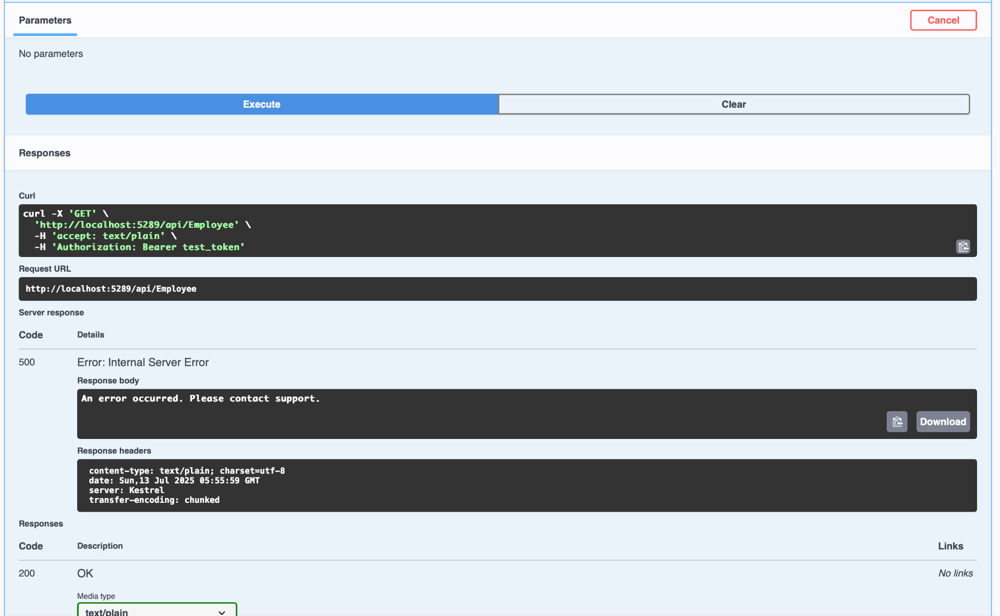 Parameters
Cancel
No parameters
Execute
Clear
Responses
Curl
curl -X 'GET' \
  'http://localhost:5289/api/Employee' \
  -H 'accept: text/plain' \
  -H 'Authorization: Bearer test_token'
Request URL
http://localhost:5289/api/Employee
Server response
Code Details
500 Error: Internal Server Error
Response body
An error occurred. Please contact support.
Download
Response headers
content-type: text/plain; charset=utf-8
date: Sun,13 Jul 2025 05:55:59 GMT
server: Kestrel
transfer-encoding: chunked
Responses
Code Description Links
200 OK No links
Media type
text/plain